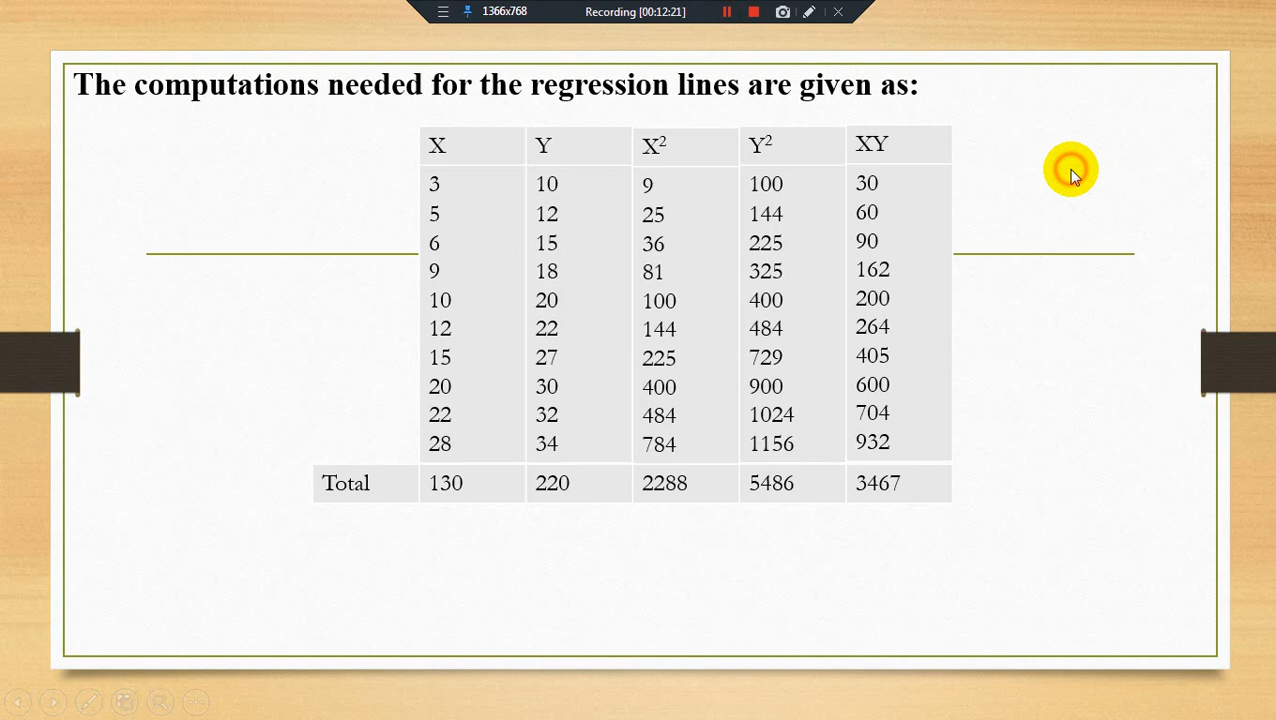 1366x768 Recording [00:12:21]
The computations needed for the regression lines are given as:
X Y X² Y² XY
3 10 9 100 30
5 12 25 144 60
6 15 36 225 90
9 18 81 325 162
10 20 100 400 200
12 22 144 484 264
15 27 225 729 405
20 30 400 900 600
22 32 484 1024 704
28 34 784 1156 932
Total 130 220 2288 5486 3467